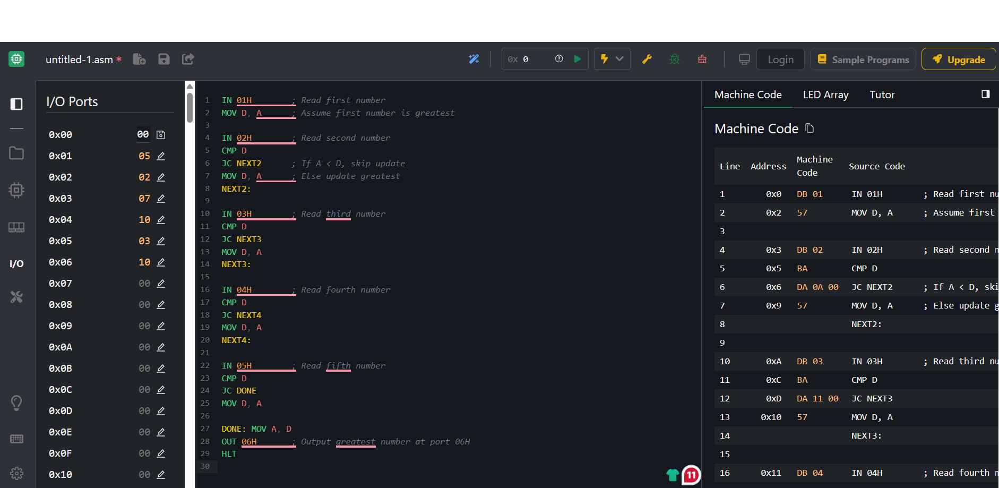 untitled-1.asm *
0x 0
Login
Sample Programs
Upgrade
I/O Ports
0x00 00
0x01 05
0x02 02
0x03 07
0x04 10
0x05 03
0x06 10
0x07 00
0x08 00
0x09 00
0x0A 00
0x0B 00
0x0C 00
0x0D 00
0x0E 00
0x0F 00
0x10 00
I/O
1 IN 01H ; Read first number
2 MOV D, A ; Assume first number is greatest
3
4 IN 02H ; Read second number
5 CMP D
6 JC NEXT2 ; If A < D, skip update
7 MOV D, A ; Else update greatest
8 NEXT2:
9
10 IN 03H ; Read third number
11 CMP D
12 JC NEXT3
13 MOV D, A
14 NEXT3:
15
16 IN 04H ; Read fourth number
17 CMP D
18 JC NEXT4
19 MOV D, A
20 NEXT4:
21
22 IN 05H ; Read fifth number
23 CMP D
24 JC DONE
25 MOV D, A
26
27 DONE: MOV A, D
28 OUT 06H ; Output greatest number at port 06H
29 HLT
30
11
Machine Code LED Array Tutor
Machine Code
Line Address Machine Code Source Code
1 0x0 DB 01 IN 01H ; Read first nu
2 0x2 57 MOV D, A ; Assume first
3
4 0x3 DB 02 IN 02H ; Read second n
5 0x5 BA CMP D
6 0x6 DA 0A 00 JC NEXT2 ; If A < D, ski
7 0x9 57 MOV D, A ; Else update g
8 NEXT2:
9
10 0xA DB 03 IN 03H ; Read third nu
11 0xC BA CMP D
12 0xD DA 11 00 JC NEXT3
13 0x10 57 MOV D, A
14 NEXT3:
15
16 0x11 DB 04 IN 04H ; Read fourth n